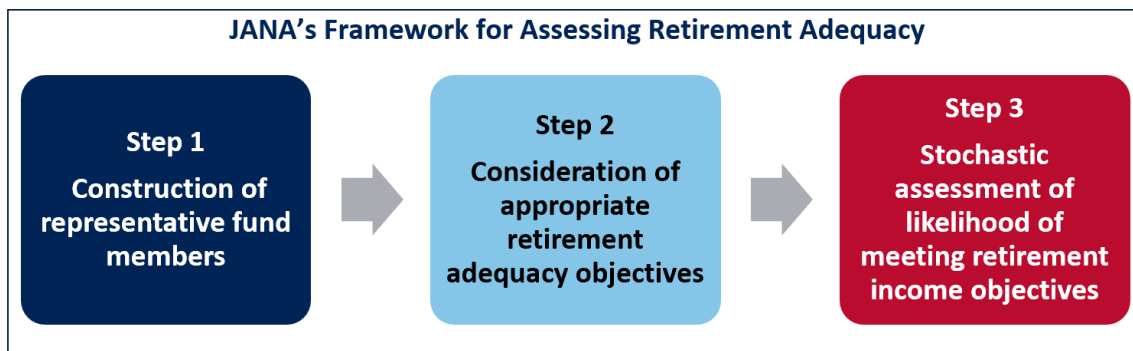 JANA's Framework for Assessing Retirement Adequacy
Step 1
Construction of
representative fund
members
Step 2
Consideration of
appropriate
retirement
adequacy objectives
Step 3
Stochastic
assessment of
likelihood of
meeting retirement
income objectives